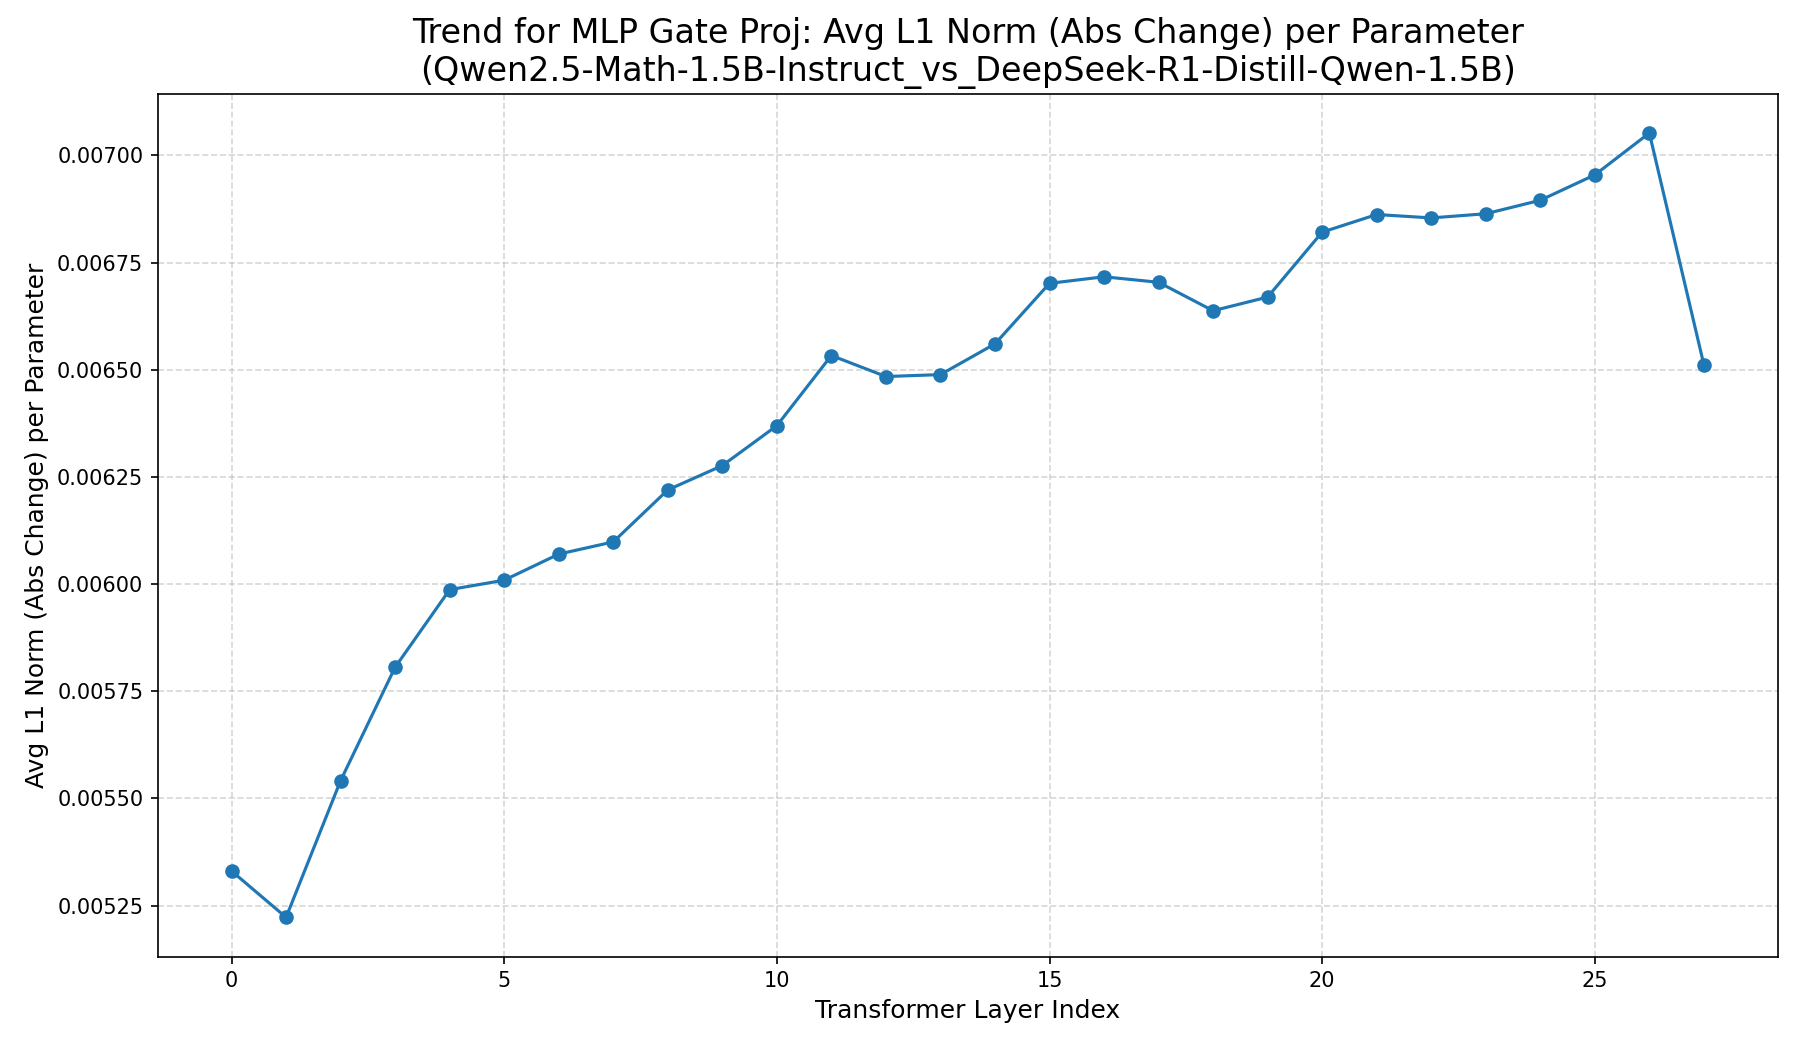 Trend for MLP Gate Proj: Avg L1 Norm (Abs Change) per Parameter
(Qwen2.5-Math-1.5B-Instruct_vs_DeepSeek-R1-Distill-Qwen-1.5B)
Avg L1 Norm (Abs Change) per Parameter
0.00700
0.00675
0.00650
0.00625
0.00600
0.00575
0.00550
0.00525
0 5 10 15 20 25
Transformer Layer Index